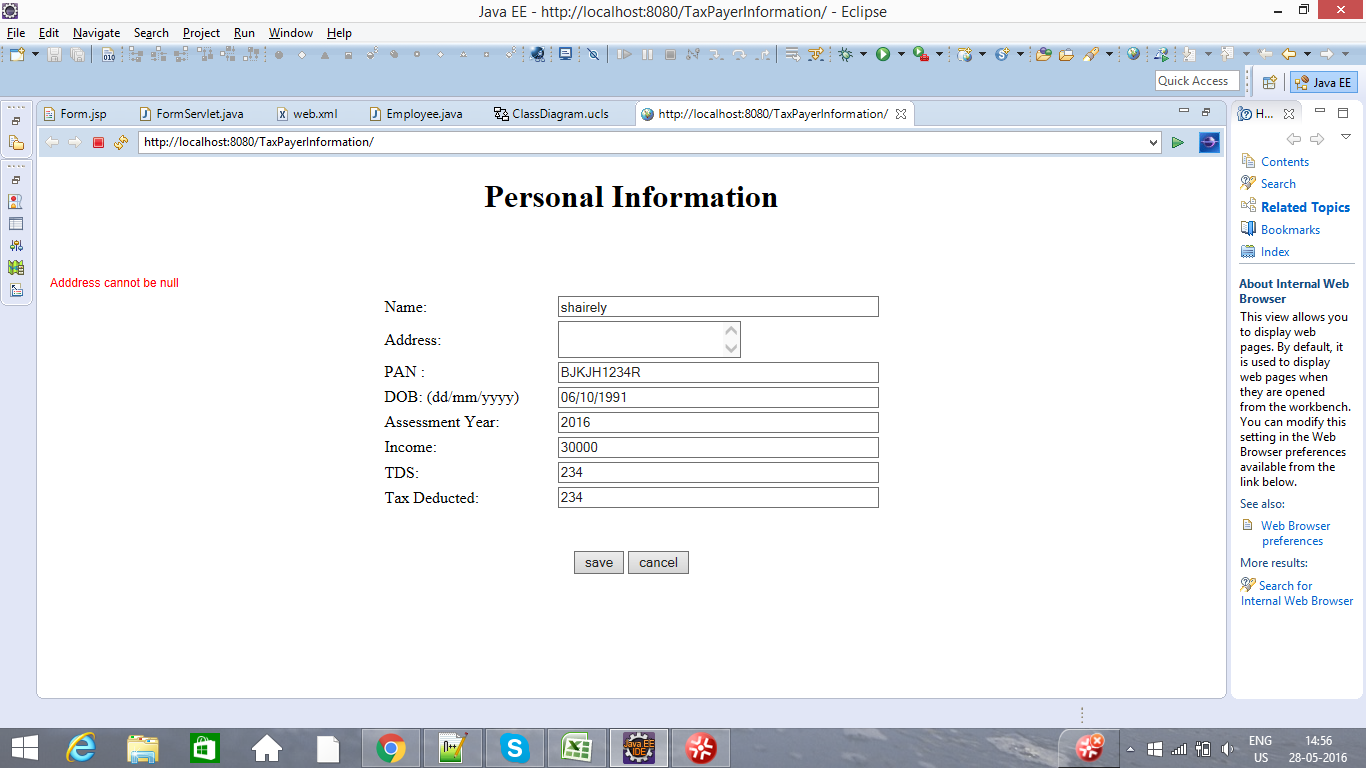 Java EE - http://localhost:8080/TaxPayerInformation/ - Eclipse
File Edit Navigate Search Project Run Window Help
Quick Access
Java EE
Form.jsp FormServlet.java web.xml Employee.java ClassDiagram.ucls http://localhost:8080/TaxPayerInformation/
http://localhost:8080/TaxPayerInformation/
Personal Information
Adddress cannot be null
Name: shairely
Address:
PAN : BJKJH1234R
DOB: (dd/mm/yyyy) 06/10/1991
Assessment Year: 2016
Income: 30000
TDS: 234
Tax Deducted: 234
save cancel
H...
Contents
Search
Related Topics
Bookmarks
Index
About Internal Web
Browser
This view allows you
to display web
pages. By default, it
is used to display
web pages when
they are opened
from the workbench.
You can modify this
setting in the Web
Browser preferences
available from the
link below.
See also:
Web Browser
preferences
More results:
Search for
Internal Web Browser
Java EE
IDE
ENG
US
14:56
28-05-2016